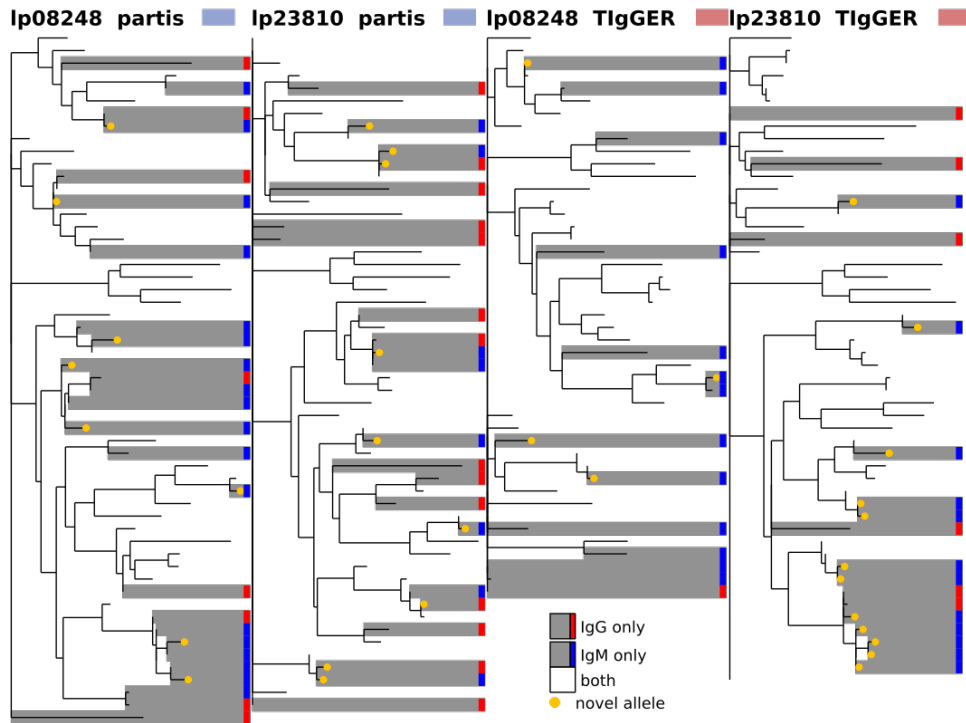 lp08248 partis
lp23810 partis
lp08248 TIgGER
lp23810 TIgGER
IgG only
IgM only
both
novel allele